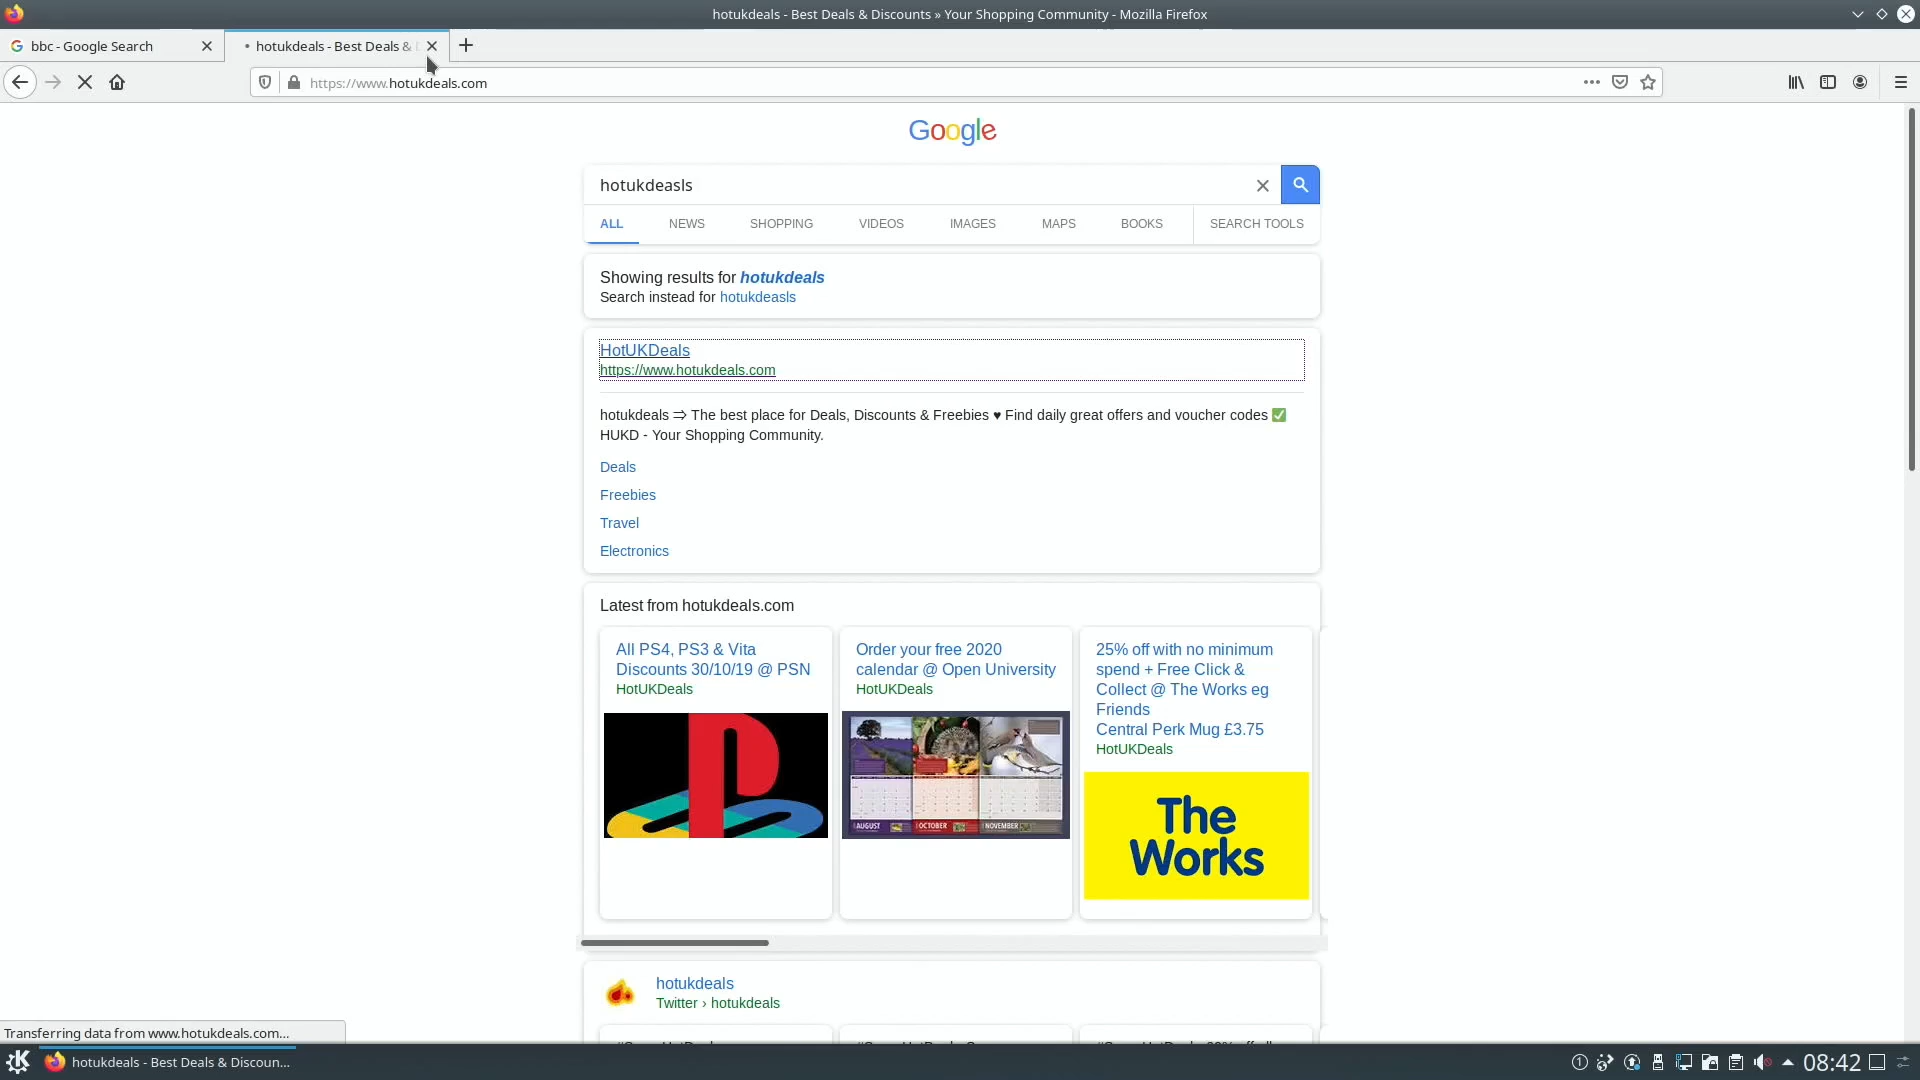 hotukdeals - Best Deals & Discounts » Your Shopping Community - Mozilla Firefox
bbc - Google Search
hotukdeals - Best Deals &
https://www.hotukdeals.com
Google
hotukdeasls
ALL NEWS SHOPPING VIDEOS IMAGES MAPS BOOKS SEARCH TOOLS
Showing results for hotukdeals
Search instead for hotukdeasls
HotUKDeals
https://www.hotukdeals.com
hotukdeals ⇒ The best place for Deals, Discounts & Freebies ♥ Find daily great offers and voucher codes ✅
HUKD - Your Shopping Community.
Deals
Freebies
Travel
Electronics
Latest from hotukdeals.com
All PS4, PS3 & Vita
Discounts 30/10/19 @ PSN
HotUKDeals
Order your free 2020
calendar @ Open University
HotUKDeals
AUGUST OCTOBER NOVEMBER
25% off with no minimum
spend + Free Click &
Collect @ The Works eg
Friends
Central Perk Mug £3.75
HotUKDeals
The
Works
hotukdeals
Twitter › hotukdeals
Transferring data from www.hotukdeals.com...
hotukdeals - Best Deals & Discoun...
08:42